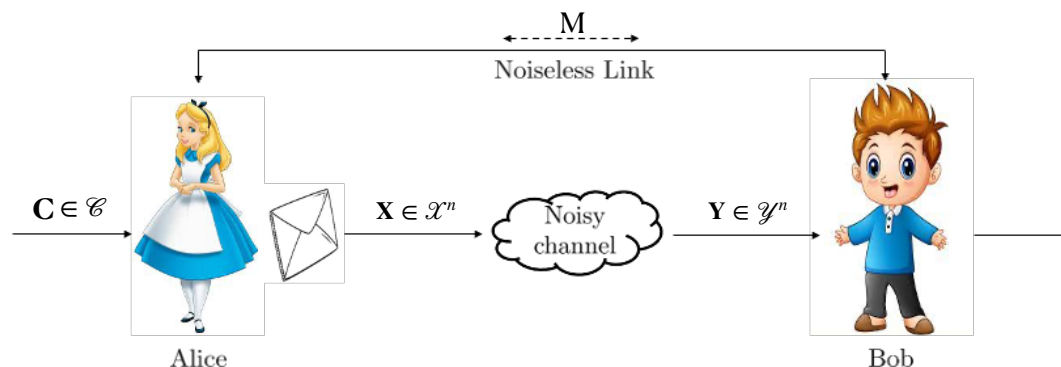 M
Noiseless Link
C ∈ 𝒞
X ∈ 𝒳ⁿ
Noisy
channel
Y ∈ 𝒴ⁿ
Alice
Bob